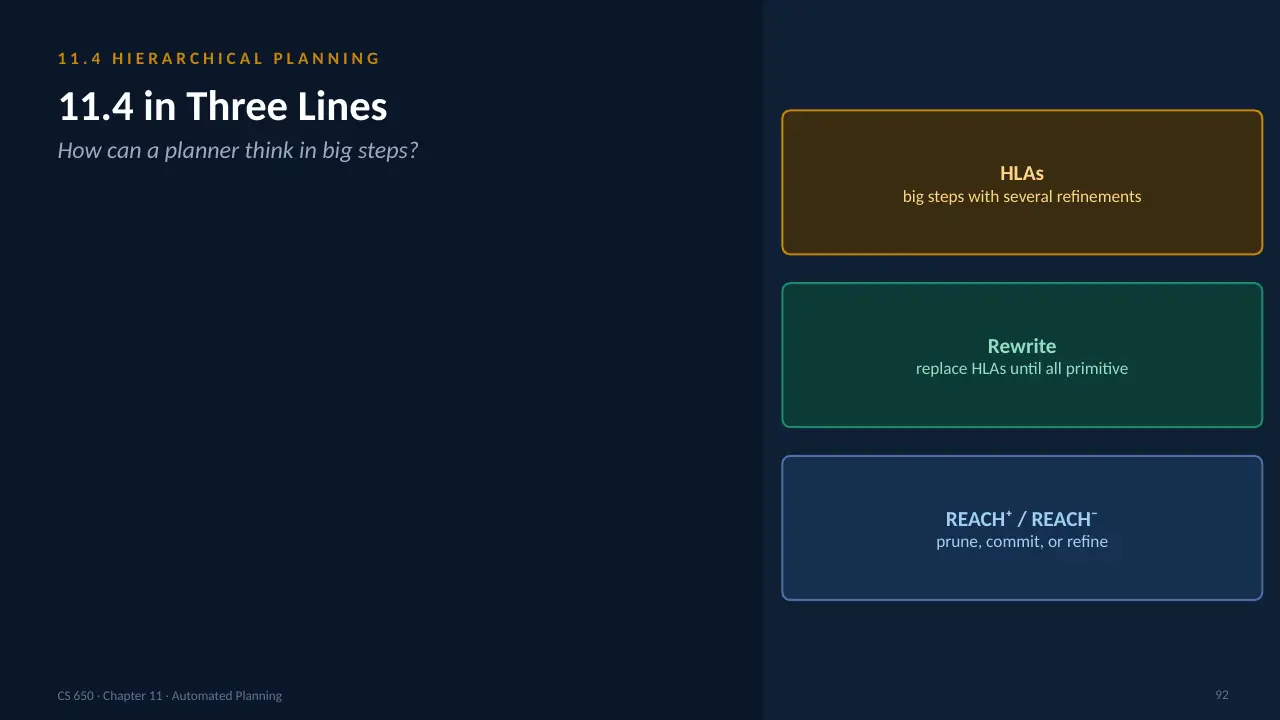 11.4 HIERARCHICAL PLANNING
11.4 in Three Lines
How can a planner think in big steps?
HLAs
big steps with several refinements
Rewrite
replace HLAs until all primitive
REACH⁺ / REACH⁻
prune, commit, or refine
CS 650 · Chapter 11 · Automated Planning
92